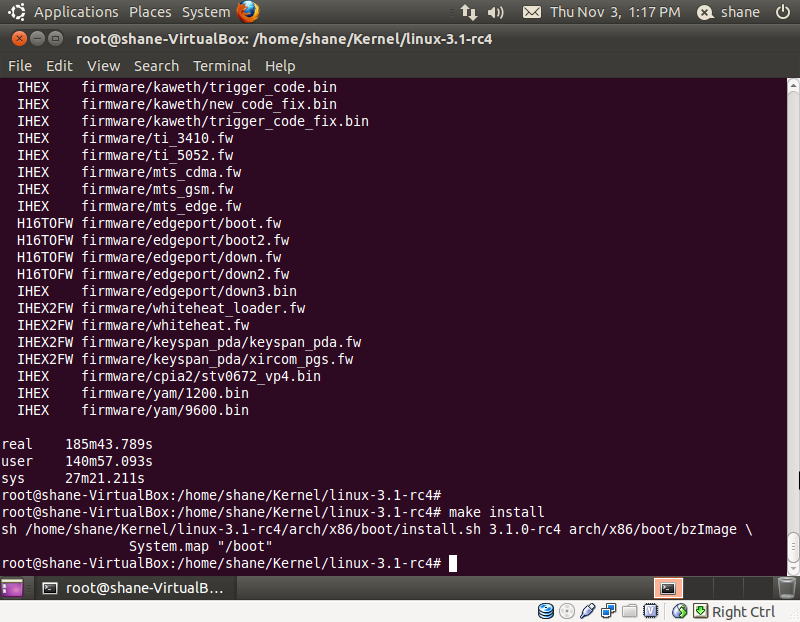 Applications Places System Thu Nov 3, 1:17 PM shane
root@shane-VirtualBox: /home/shane/Kernel/linux-3.1-rc4
File Edit View Search Terminal Help
IHEX firmware/kaweth/trigger_code.bin
IHEX firmware/kaweth/new_code_fix.bin
IHEX firmware/kaweth/trigger_code_fix.bin
IHEX firmware/ti_3410.fw
IHEX firmware/ti_5052.fw
IHEX firmware/mts_cdma.fw
IHEX firmware/mts_gsm.fw
IHEX firmware/mts_edge.fw
H16TOFW firmware/edgeport/boot.fw
H16TOFW firmware/edgeport/boot2.fw
H16TOFW firmware/edgeport/down.fw
H16TOFW firmware/edgeport/down2.fw
IHEX firmware/edgeport/down3.bin
IHEX2FW firmware/whiteheat_loader.fw
IHEX2FW firmware/whiteheat.fw
IHEX2FW firmware/keyspan_pda/keyspan_pda.fw
IHEX2FW firmware/keyspan_pda/xircom_pgs.fw
IHEX firmware/cpia2/stv0672_vp4.bin
IHEX firmware/yam/1200.bin
IHEX firmware/yam/9600.bin
real 185m43.789s
user 140m57.093s
sys 27m21.211s
root@shane-VirtualBox:/home/shane/Kernel/linux-3.1-rc4#
root@shane-VirtualBox:/home/shane/Kernel/linux-3.1-rc4# make install
sh /home/shane/Kernel/linux-3.1-rc4/arch/x86/boot/install.sh 3.1.0-rc4 arch/x86/boot/bzImage \
System.map "/boot"
root@shane-VirtualBox:/home/shane/Kernel/linux-3.1-rc4#
root@shane-VirtualB...
Right Ctrl